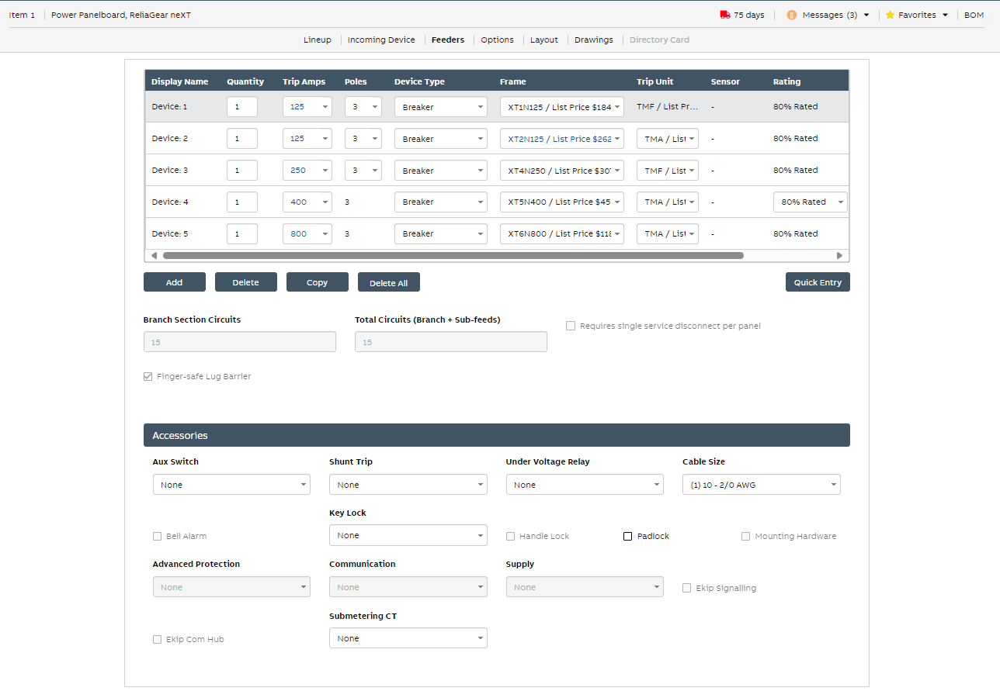 Item 1 Power Panelboard, ReliaGear neXT 75 days Messages (3) Favorites BOM
Lineup Incoming Device Feeders Options Layout Drawings Directory Card
Display Name Quantity Trip Amps Poles Device Type Frame Trip Unit Sensor Rating
Device: 1 1 125 3 Breaker XT1N125 / List Price $184 TMF / List Pr... - 80% Rated
Device: 2 1 125 3 Breaker XT2N125 / List Price $262 TMA / List - 80% Rated
Device: 3 1 250 3 Breaker XT4N250 / List Price $30 TMF / List - 80% Rated
Device: 4 1 400 3 Breaker XT5N400 / List Price $45 TMA / List - 80% Rated
Device: 5 1 800 3 Breaker XT6N800 / List Price $118 TMA / List - 80% Rated
Add Delete Copy Delete All Quick Entry
Branch Section Circuits Total Circuits (Branch + Sub-feeds)
Requires single service disconnect per panel
15 15
Finger-safe Lug Barrier
Accessories
Aux Switch Shunt Trip Under Voltage Relay Cable Size
None None None (1) 10 - 2/0 AWG
Key Lock
Bell Alarm None Handle Lock Padlock Mounting Hardware
Advanced Protection Communication Supply
None None None Ekip Signalling
Submetering CT
Ekip Com Hub None